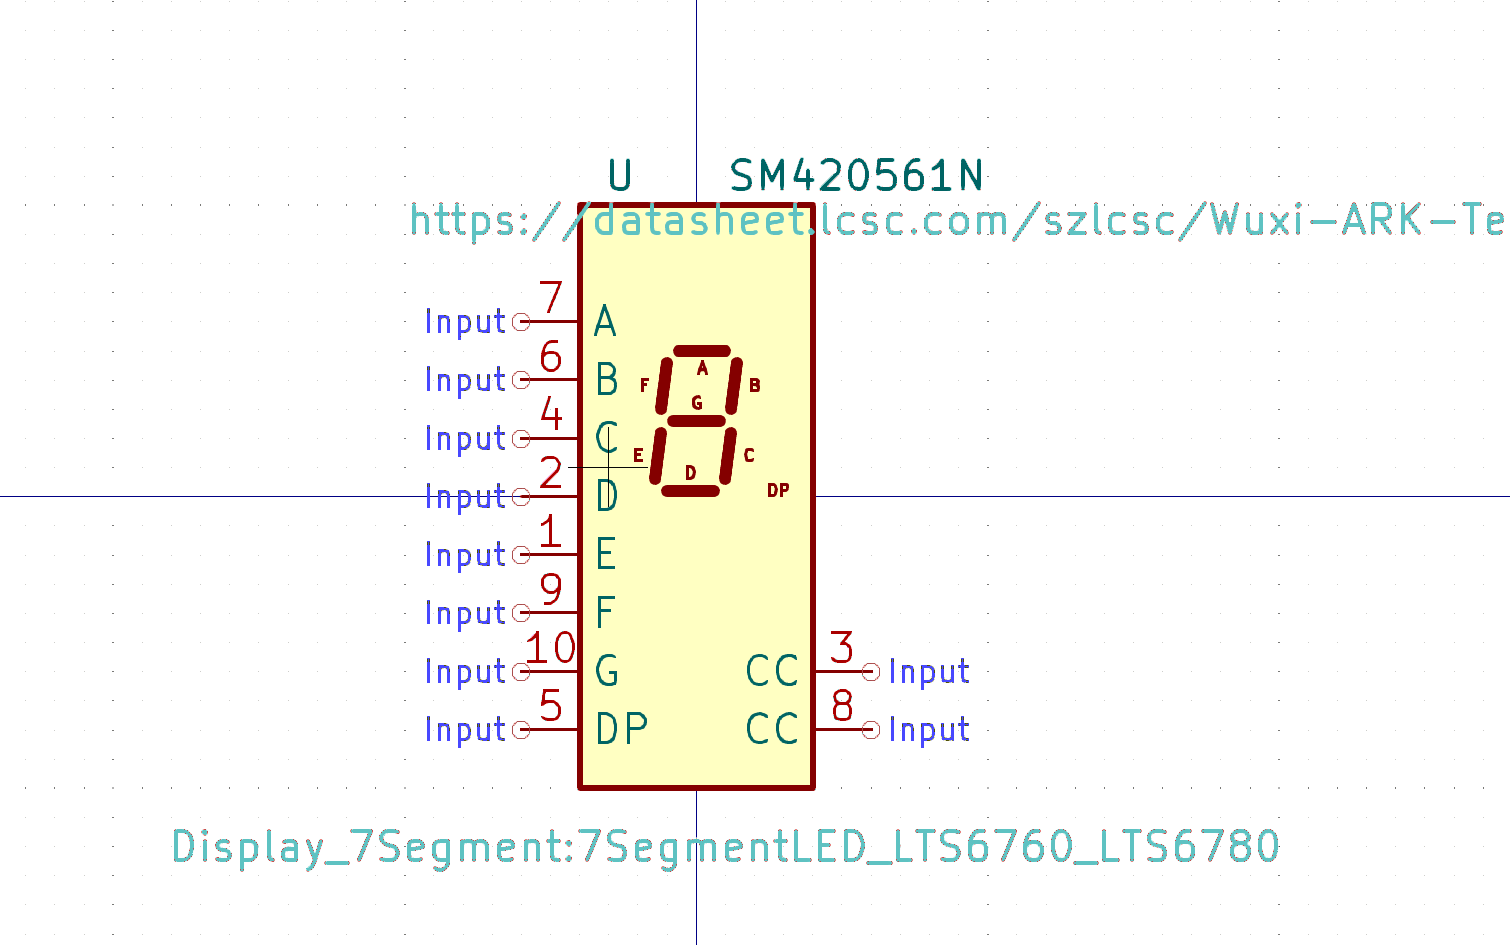 U SM420561N
https://datasheet.lcsc.com/szlcsc/Wuxi-ARK-Te
Input 7 A
Input 6 B
Input 4 C
Input 2 D
Input 1 E
Input 9 F
Input 10 G
Input 5 DP
A
F B
G
E C
D
DP
CC 3 Input
CC 8 Input
Display_7Segment:7SegmentLED_LTS6760_LTS6780